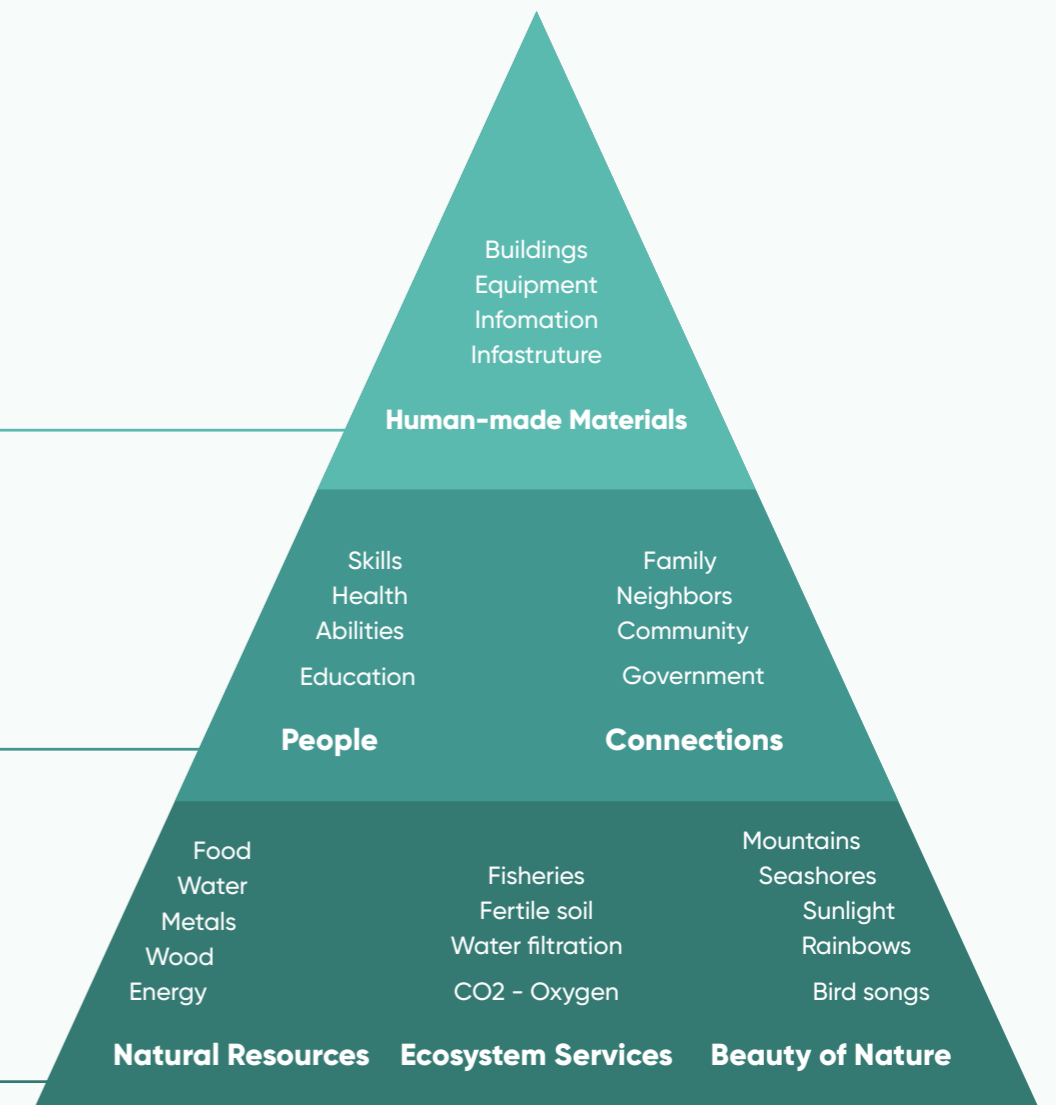 Buildings
Equipment
Infomation
Infastruture
Human-made Materials
Skills
Health
Abilities
Education
People
Family
Neighbors
Community
Government
Connections
Food
Water
Metals
Wood
Energy
Natural Resources
Fisheries
Fertile soil
Water filtration
CO2 - Oxygen
Ecosystem Services
Mountains
Seashores
Sunlight
Rainbows
Bird songs
Beauty of Nature